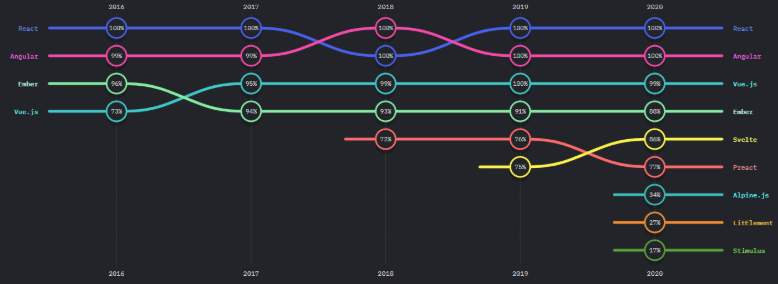 2016 2017 2018 2019 2020
React 100% 100% 100% 100% 100% React
Angular 99% 99% 100% 100% 100% Angular
Ember 96% 95% 99% 100% 99% Vue.js
Vue.js 73% 94% 93% 91% 88% Ember
72% 76% 86% Svelte
75% 77% Preact
34% Alpine.js
27% LitElement
17% Stimulus
2016 2017 2018 2019 2020